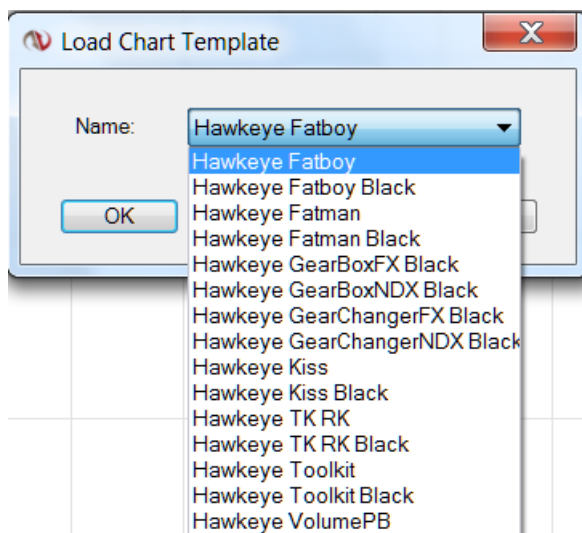 Load Chart Template
X
Name:
Hawkeye Fatboy
Hawkeye Fatboy
Hawkeye Fatboy Black
Hawkeye Fatman
OK
Hawkeye Fatman Black
Hawkeye GearBoxFX Black
Hawkeye GearBoxNDX Black
Hawkeye GearChangerFX Black
Hawkeye GearChangerNDX Black
Hawkeye Kiss
Hawkeye Kiss Black
Hawkeye TK RK
Hawkeye TK RK Black
Hawkeye Toolkit
Hawkeye Toolkit Black
Hawkeye VolumePB